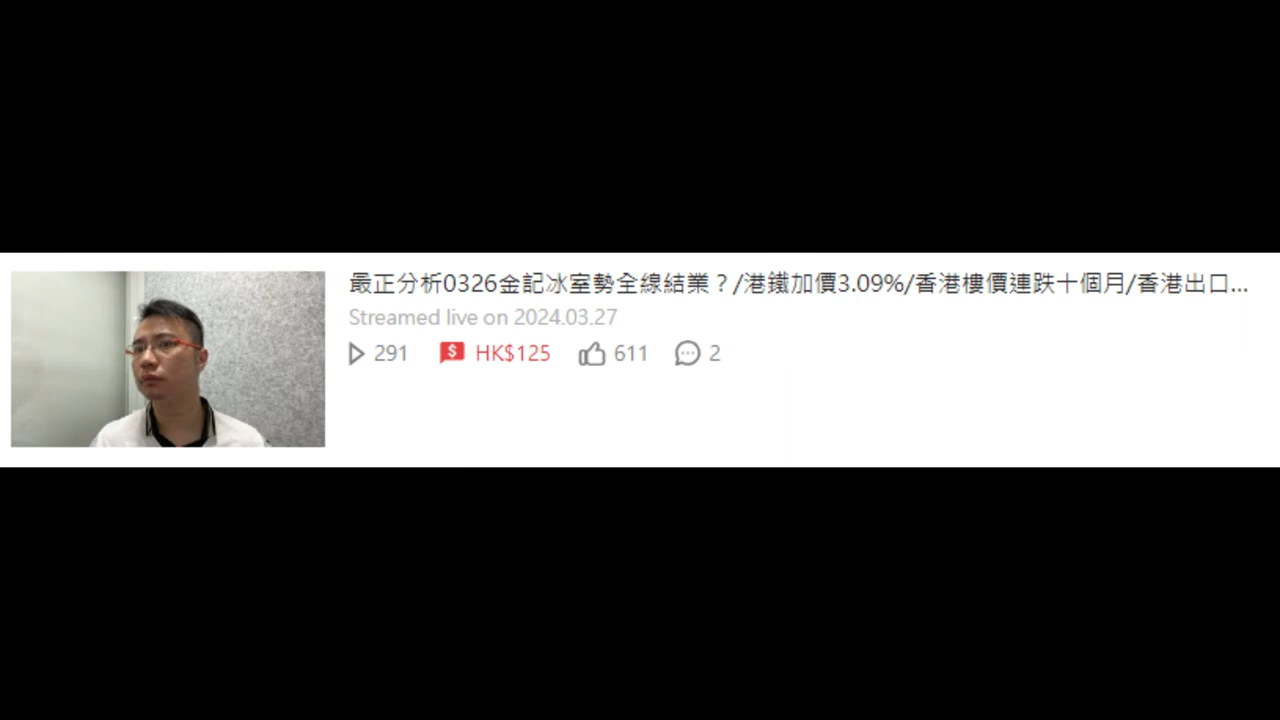 最正分析0326金記冰室勢全線結業？/港鐵加價3.09%/香港樓價連跌十個月/香港出口...
Streamed live on 2024.03.27
291 HK$125 611 2